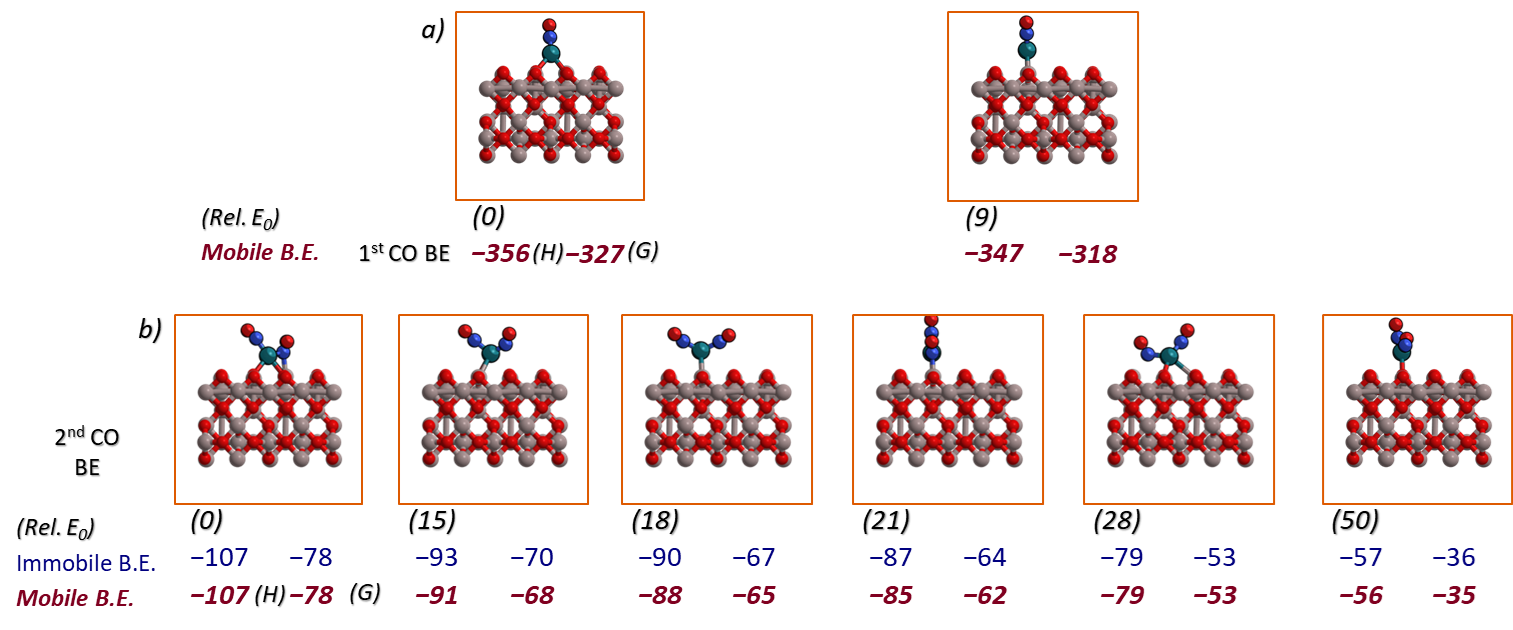 a)
(Rel. E₀) (0) (9)
Mobile B.E. 1ˢᵗ CO BE −356 (H) −327 (G) −347 −318
b)
2ⁿᵈ CO
BE
(Rel. E₀) (0) (15) (18) (21) (28) (50)
Immobile B.E. −107 −78 −93 −70 −90 −67 −87 −64 −79 −53 −57 −36
Mobile B.E. −107 (H) −78 (G) −91 −68 −88 −65 −85 −62 −79 −53 −56 −35